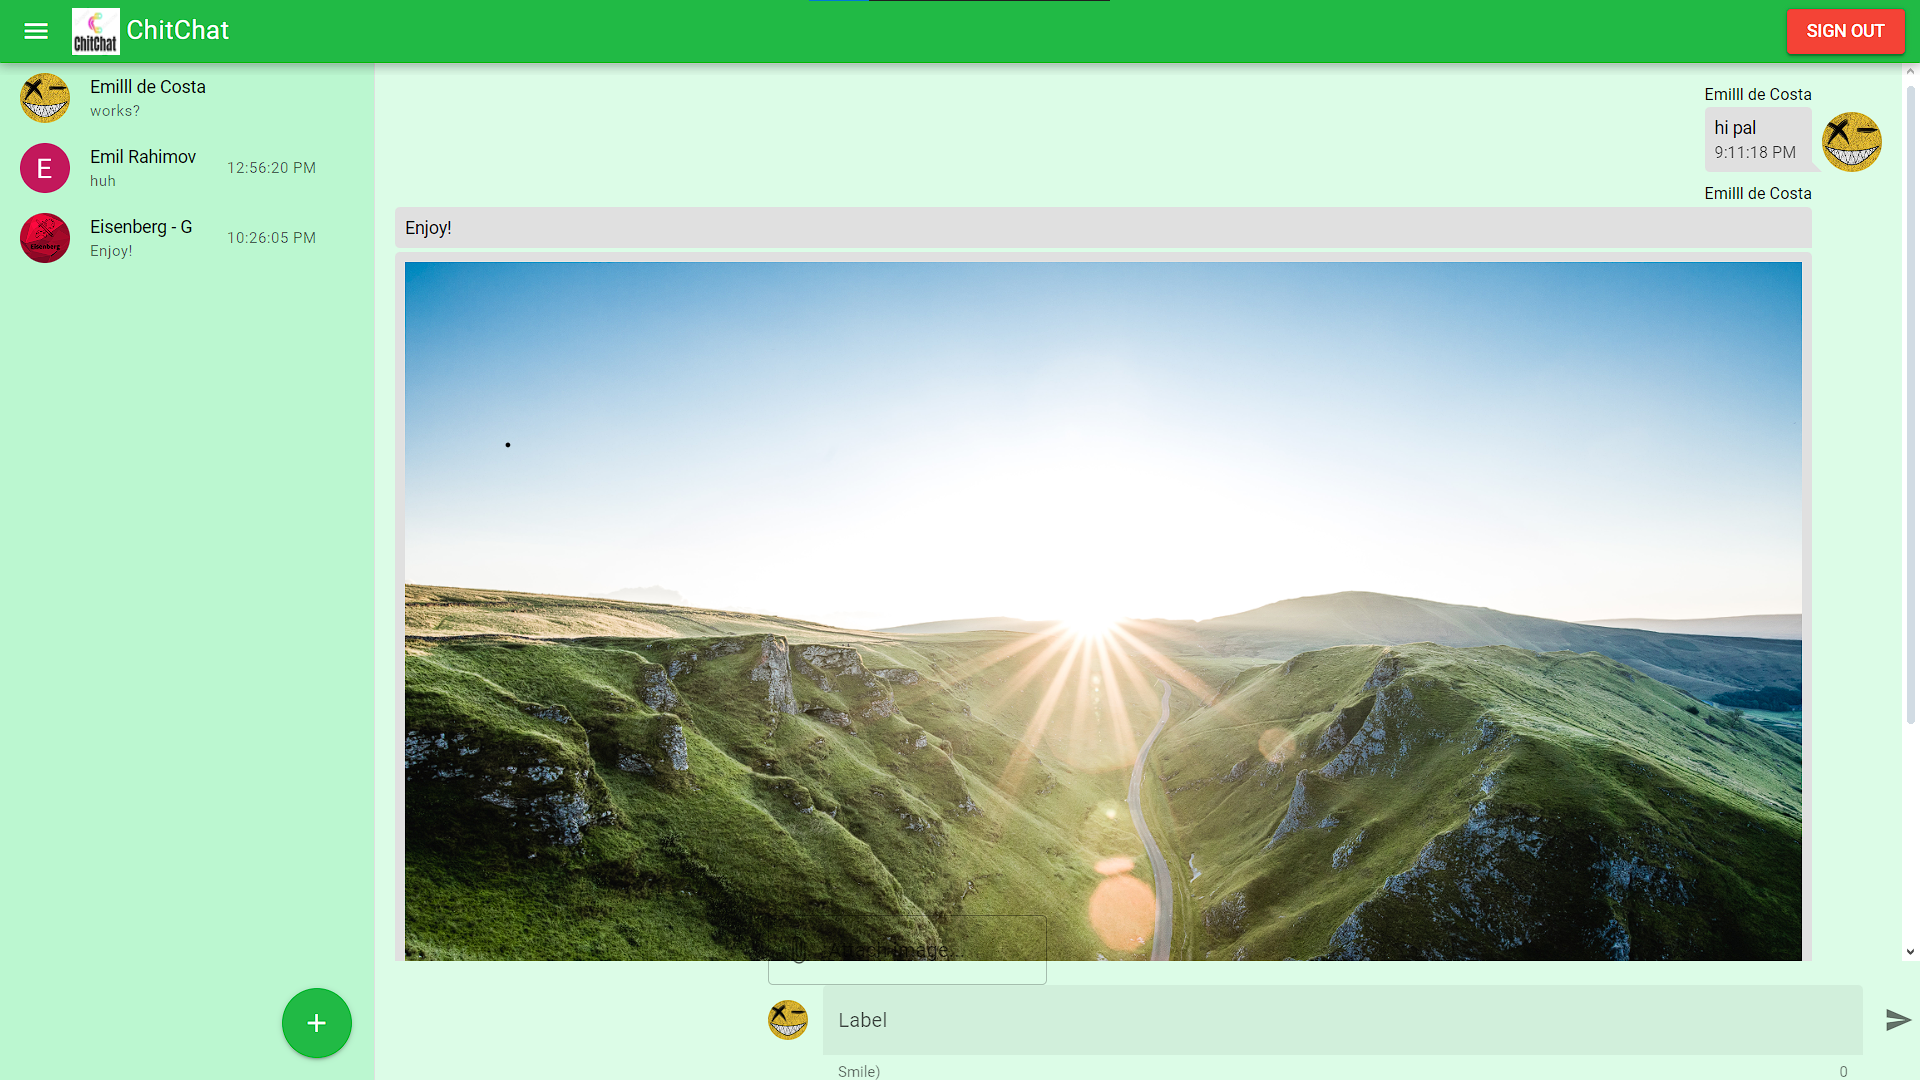 ChitChat
ChitChat
SIGN OUT
Emilll de Costa
works?
E
Emil Rahimov
12:56:20 PM
huh
Eisenberg
Eisenberg - G
10:26:05 PM
Enjoy!
Emilll de Costa
hi pal
9:11:18 PM
Emilll de Costa
Enjoy!
Attach Image...
Label
Smile)
0